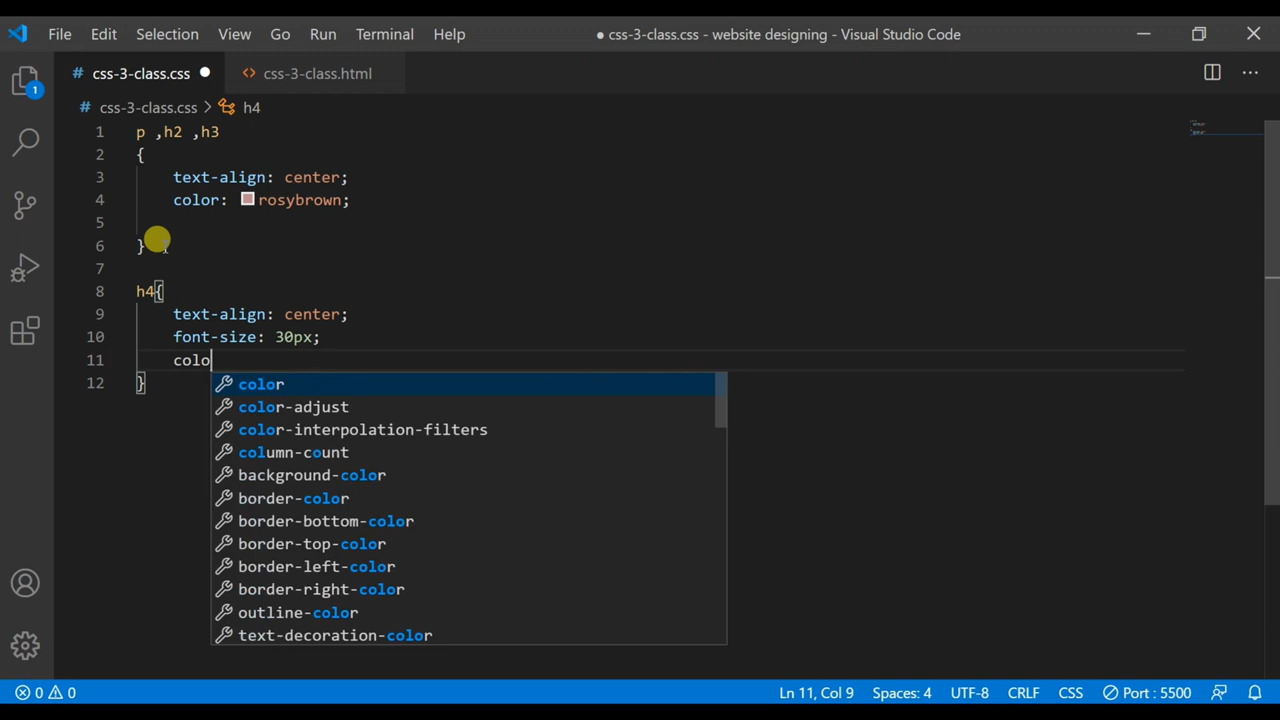 File Edit Selection View Go Run Terminal Help ● css-3-class.css - website designing - Visual Studio Code
# css-3-class.css ● <> css-3-class.html
# css-3-class.css > h4
1 p ,h2 ,h3
2 {
3 text-align: center;
4 color: rosybrown;
5
6 }
7
8 h4{
9 text-align: center;
10 font-size: 30px;
11 colo
12 }
color
color-adjust
color-interpolation-filters
column-count
background-color
border-color
border-bottom-color
border-top-color
border-left-color
border-right-color
outline-color
text-decoration-color
1
0 0 Ln 11, Col 9 Spaces: 4 UTF-8 CRLF CSS Port : 5500